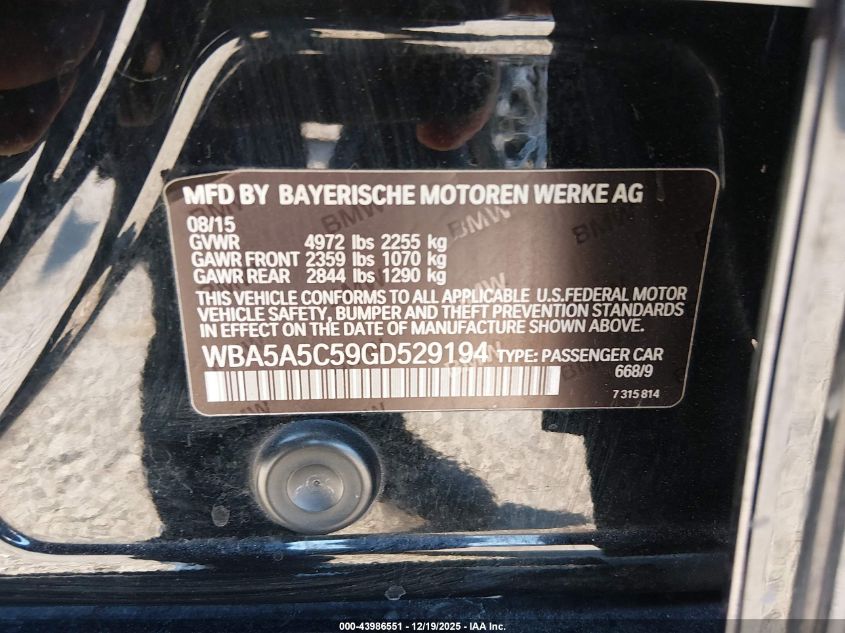 MFD BY BAYERISCHE MOTOREN WERKE AG
08/15
GVWR 4972 lbs 2255 kg
GAWR FRONT 2359 lbs 1070 kg
GAWR REAR 2844 lbs 1290 kg
THIS VEHICLE CONFORMS TO ALL APPLICABLE U.S.FEDERAL MOTOR
VEHICLE SAFETY, BUMPER AND THEFT PREVENTION STANDARDS
IN EFFECT ON THE DATE OF MANUFACTURE SHOWN ABOVE.
WBA5A5C59GD529194 TYPE: PASSENGER CAR
668/9
7 315 814
BMW BMW BMW
000-43986551 - 12/19/2025 - IAA Inc.